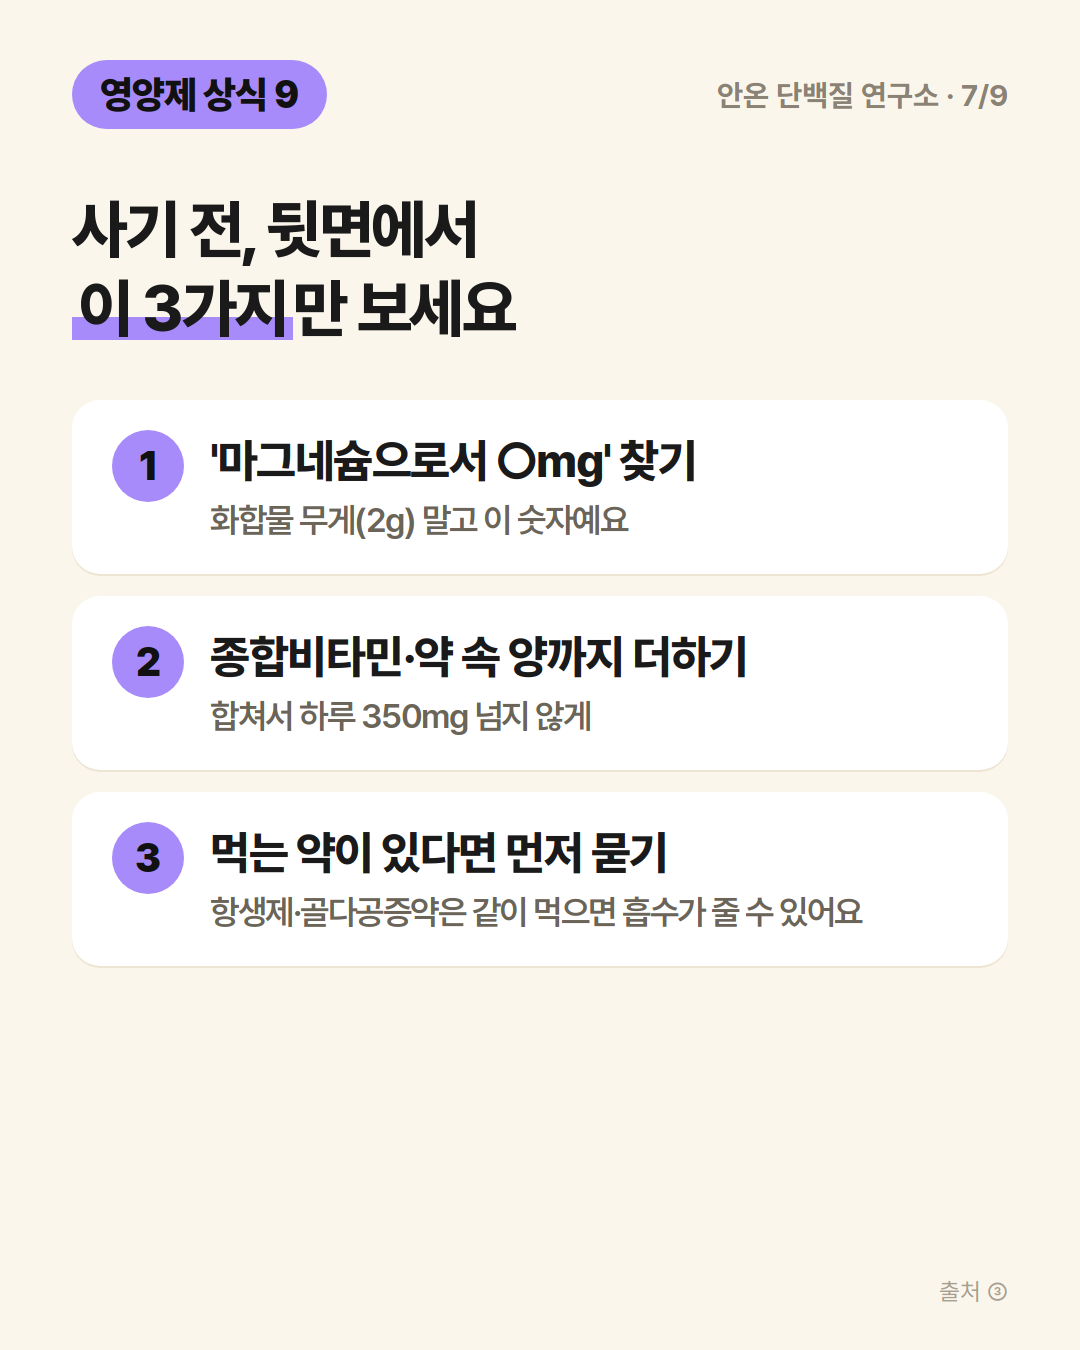 영양제 상식 9
안온 단백질 연구소 · 7/9
사기 전, 뒷면에서
이 3가지만 보세요
1
'마그네슘으로서 〇mg' 찾기
화합물 무게(2g) 말고 이 숫자예요
2
종합비타민·약 속 양까지 더하기
합쳐서 하루 350mg 넘지 않게
3
먹는 약이 있다면 먼저 묻기
항생제·골다공증약은 같이 먹으면 흡수가 줄 수 있어요
출처 ③